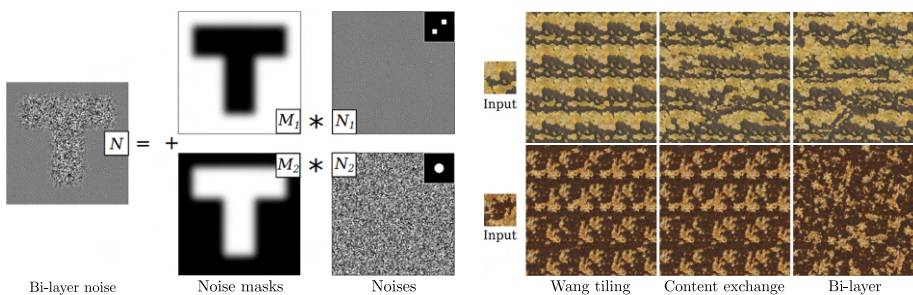 M₁ * N₁
N = +
M₂ * N₂
Bi-layer noise
Noise masks
Noises
Input
Input
Wang tiling
Content exchange
Bi-layer